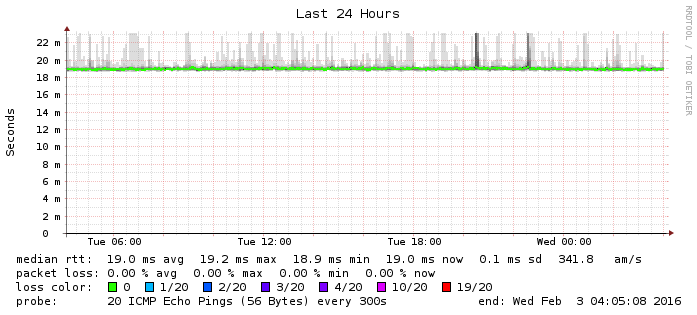 Last 24 Hours
RRDTOOL / TOBI OETIKER
Seconds
22 m
20 m
18 m
16 m
14 m
12 m
10 m
8 m
6 m
4 m
2 m
0
Tue 06:00 Tue 12:00 Tue 18:00 Wed 00:00
median rtt: 19.0 ms avg 19.2 ms max 18.9 ms min 19.0 ms now 0.1 ms sd 341.8 am/s
packet loss: 0.00 % avg 0.00 % max 0.00 % min 0.00 % now
loss color: 0 1/20 2/20 3/20 4/20 10/20 19/20
probe: 20 ICMP Echo Pings (56 Bytes) every 300s end: Wed Feb 3 04:05:08 2016